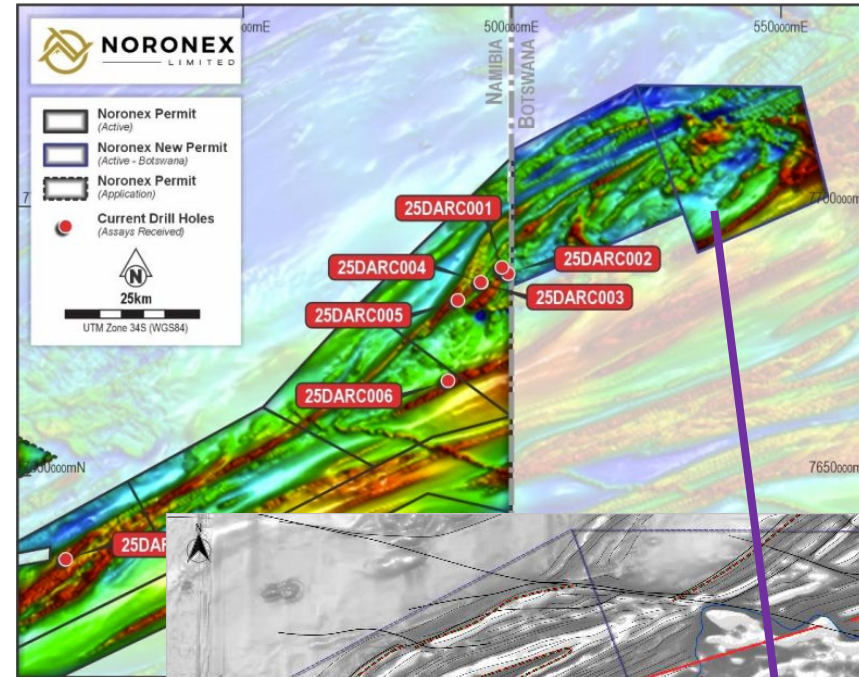 NORONEX
LIMITED
Noronex Permit
(Active)
Noronex New Permit
(Active - Botswana)
Noronex Permit
(Application)
Current Drill Holes
(Assays Received)
N
25km
UTM Zone 34S (WGS84)
500000mE
550000mE
NAMIBIA
BOTSWANA
7700000mN
25DARC001
25DARC002
25DARC004
25DARC003
25DARC005
25DARC006
7650000mN
N